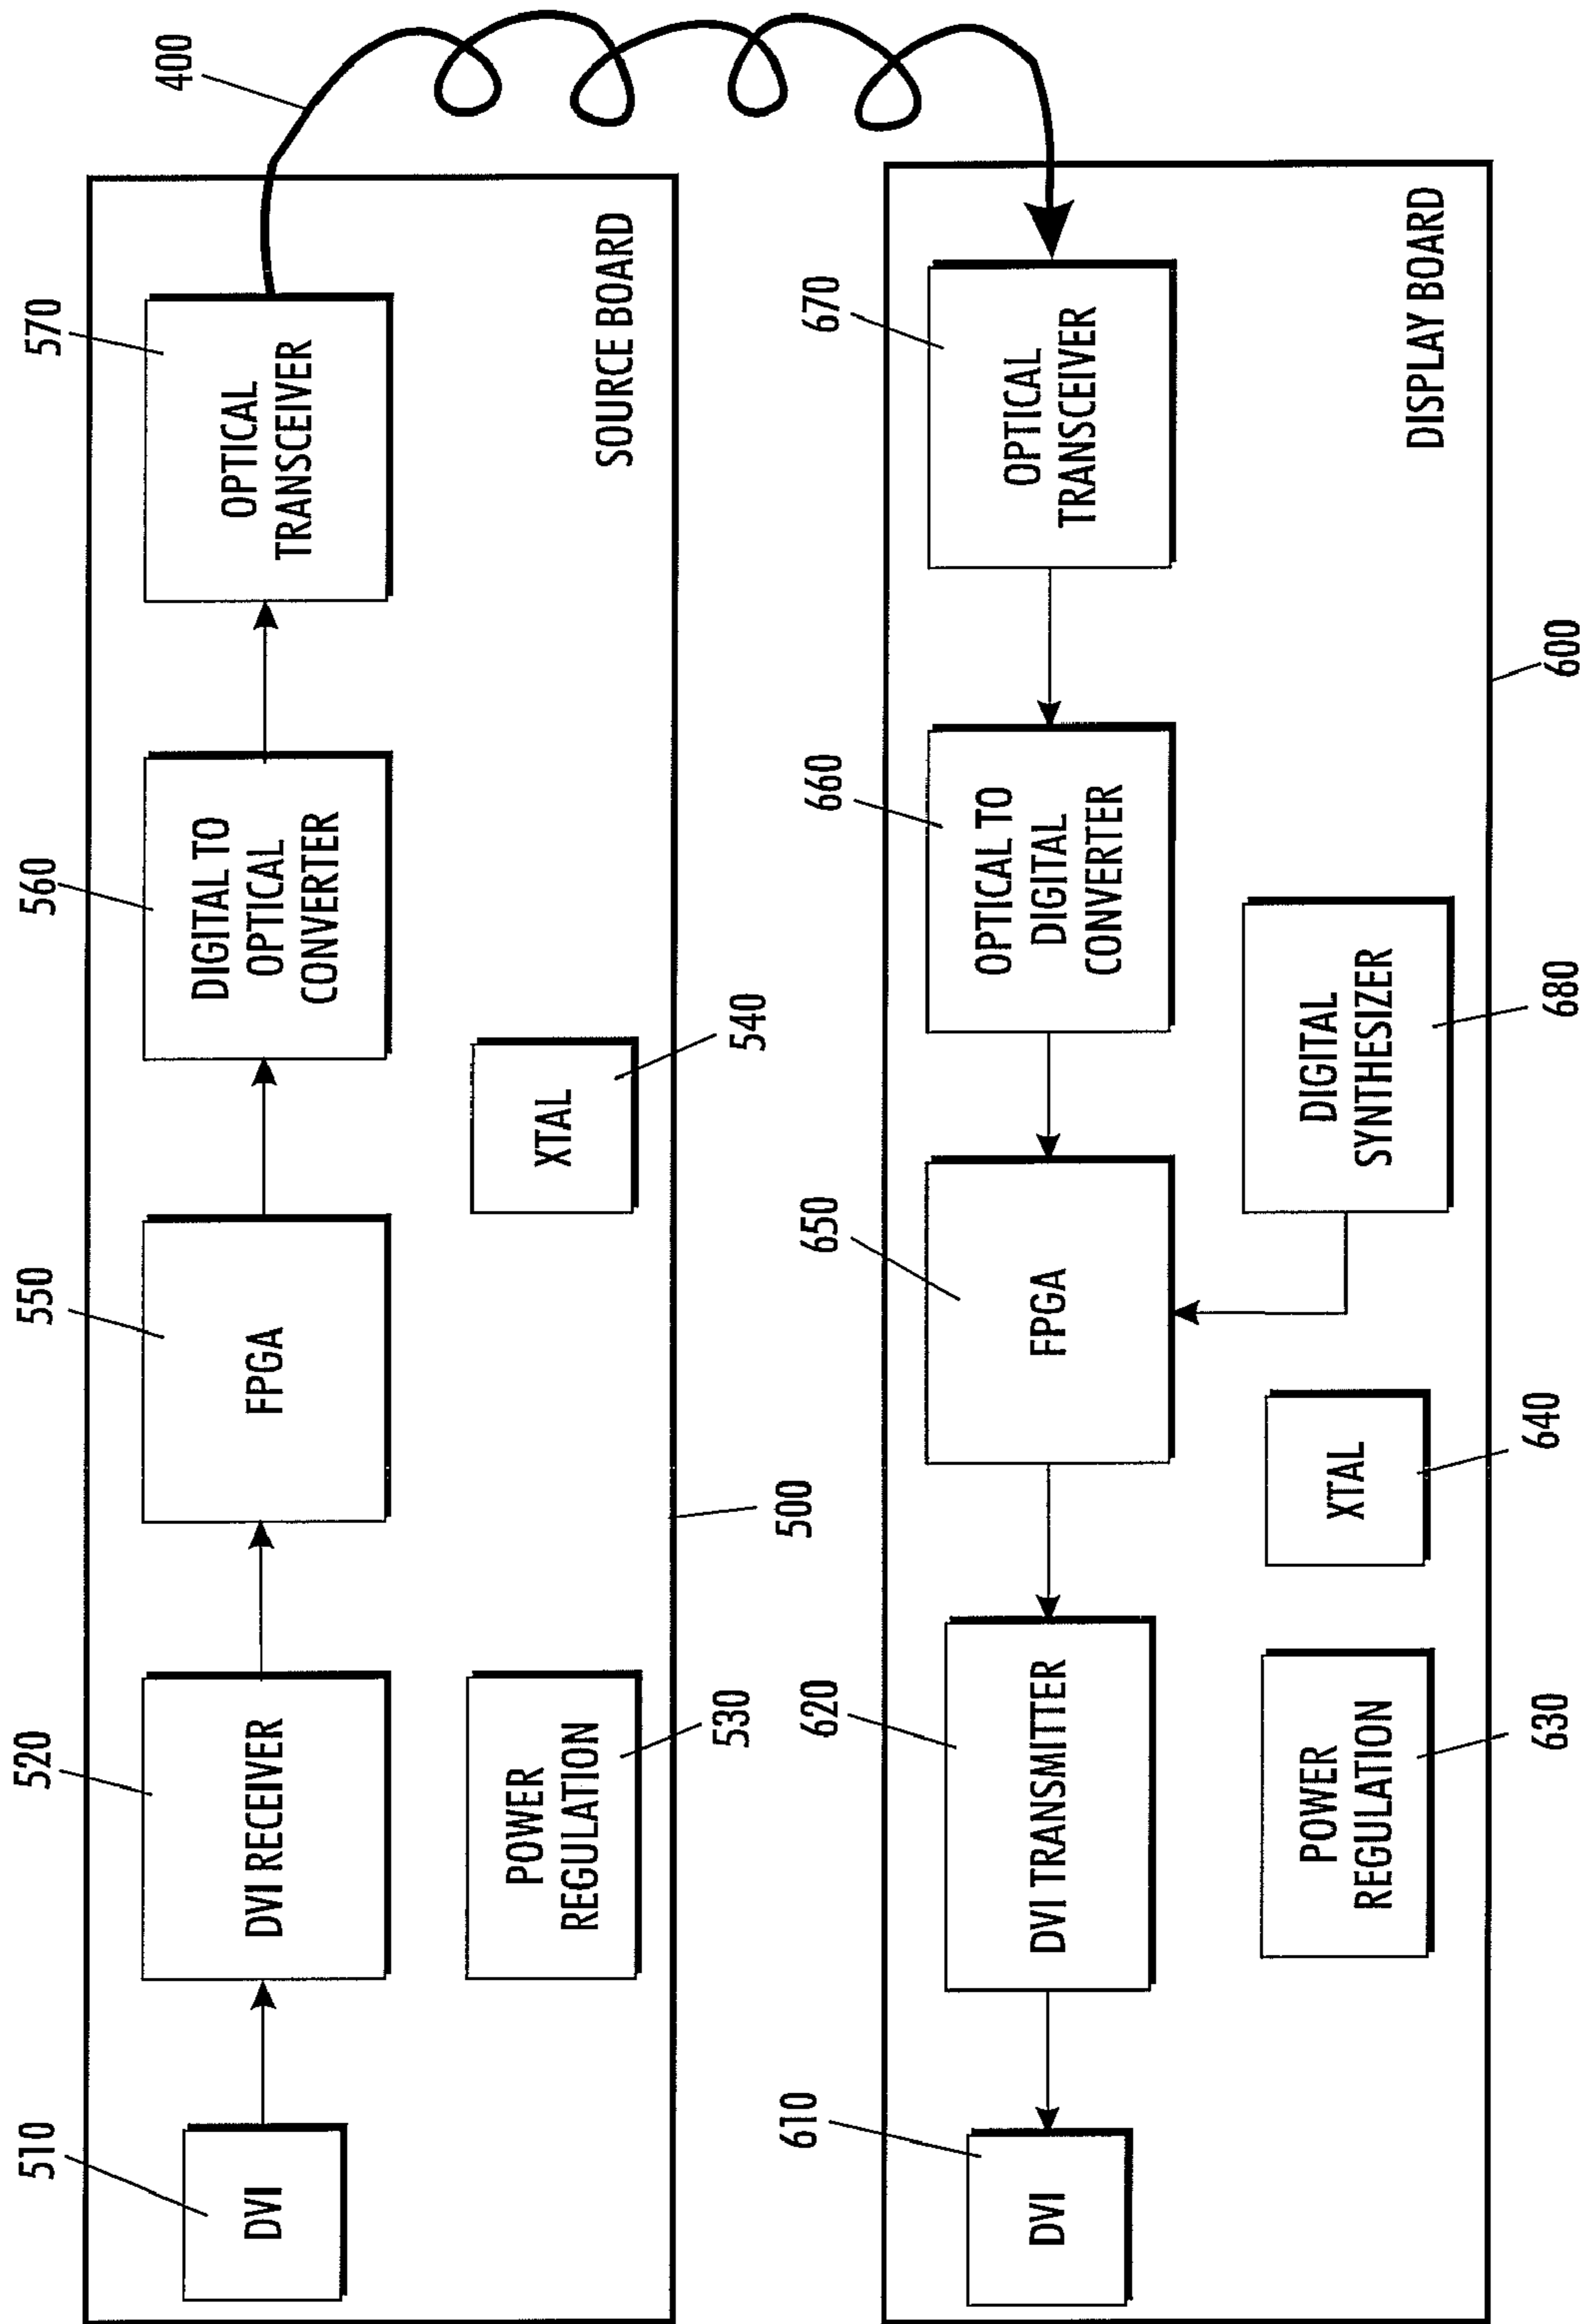 400
510
520
550
560
570
DVI
DVI RECEIVER
FPGA
DIGITAL TO
OPTICAL
CONVERTER
OPTICAL
TRANSCEIVER
POWER
REGULATION
XTAL
SOURCE BOARD
530
540
500
610
620
650
660
670
DVI
DVI TRANSMITTER
FPGA
OPTICAL TO
DIGITAL
CONVERTER
OPTICAL
TRANSCEIVER
POWER
REGULATION
XTAL
DIGITAL
SYNTHESIZER
DISPLAY BOARD
630
640
680
600